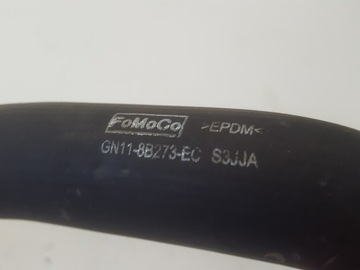 FoMoCo >EPDM<
GN11-8B273-EC S3JJA